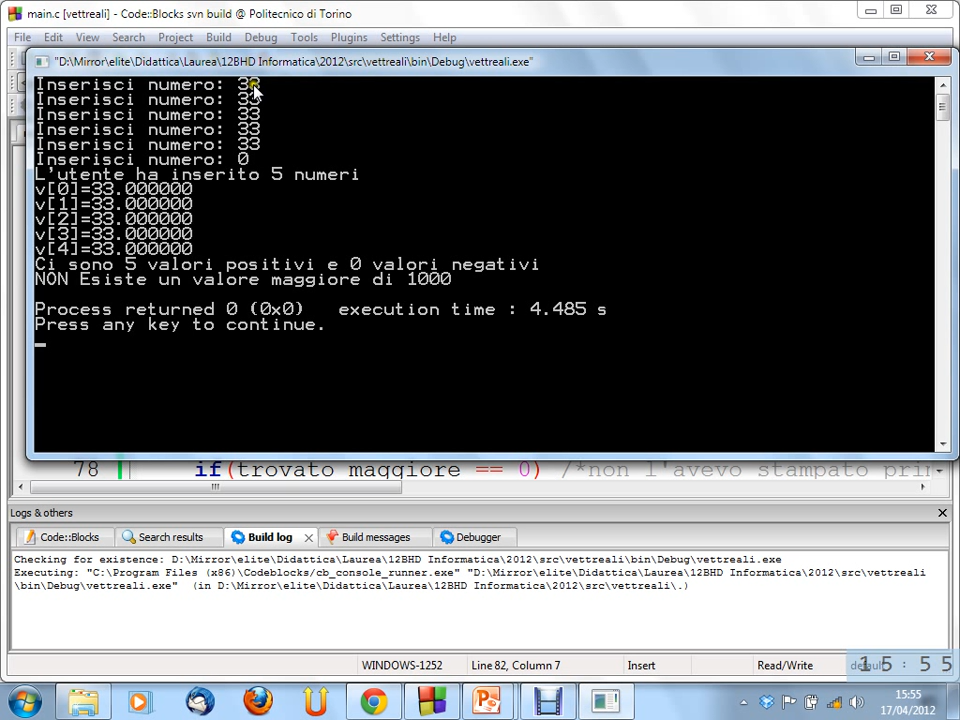 main.c [vettreali] - Code::Blocks svn build @ Politecnico di Torino
File Edit View Search Project Build Debug Tools Plugins Settings Help
"D:\Mirror\elite\Didattica\Laurea\12BHD Informatica\2012\src\vettreali\bin\Debug\vettreali.exe"
Inserisci numero: 33
Inserisci numero: 33
Inserisci numero: 33
Inserisci numero: 33
Inserisci numero: 33
Inserisci numero: 0
L'utente ha inserito 5 numeri
v[0]=33.000000
v[1]=33.000000
v[2]=33.000000
v[3]=33.000000
v[4]=33.000000
Ci sono 5 valori positivi e 0 valori negativi
NON Esiste un valore maggiore di 1000
Process returned 0 (0x0) execution time : 4.485 s
Press any key to continue.
78 if(trovato_maggiore == 0) /*non l'avevo stampato prin
Logs & others
Code::Blocks Search results Build log Build messages Debugger
Checking for existence: D:\Mirror\elite\Didattica\Laurea\12BHD Informatica\2012\src\vettreali\bin\Debug\vettreali.exe
Executing: "C:\Program Files (x86)\Codeblocks/cb_console_runner.exe" "D:\Mirror\elite\Didattica\Laurea\12BHD Informatica\2012\src\vettreali
\bin\Debug\vettreali.exe" (in D:\Mirror\elite\Didattica\Laurea\12BHD Informatica\2012\src\vettreali\.)
WINDOWS-1252 Line 82, Column 7 Insert Read/Write default
15:55
15:55
17/04/2012